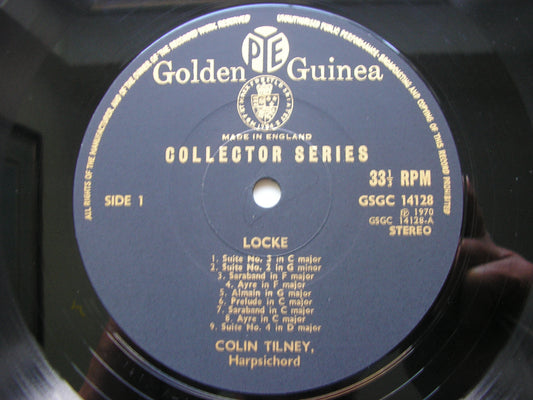 ALL RIGHTS OF THE MANUFACTURER AND OF THE OWNER OF THE RECORDED WORK RESERVED
UNAUTHORISED PUBLIC PERFORMANCE, BROADCASTING AND COPYING OF THIS RECORD PROHIBITED
PYE
Golden Guinea
MADE IN ENGLAND
COLLECTOR SERIES
SIDE 1
33⅓ RPM
GSGC 14128
℗ 1970
GSGC 14128-A
STEREO
LOCKE
1. Suite No. 3 in C major
2. Suite No. 2 in G minor
3. Saraband in F major
4. Ayre in F major
5. Almain in G major
6. Prelude in C major
7. Saraband in C major
8. Ayre in C major
9. Suite No. 4 in D major
COLIN TILNEY,
Harpsichord